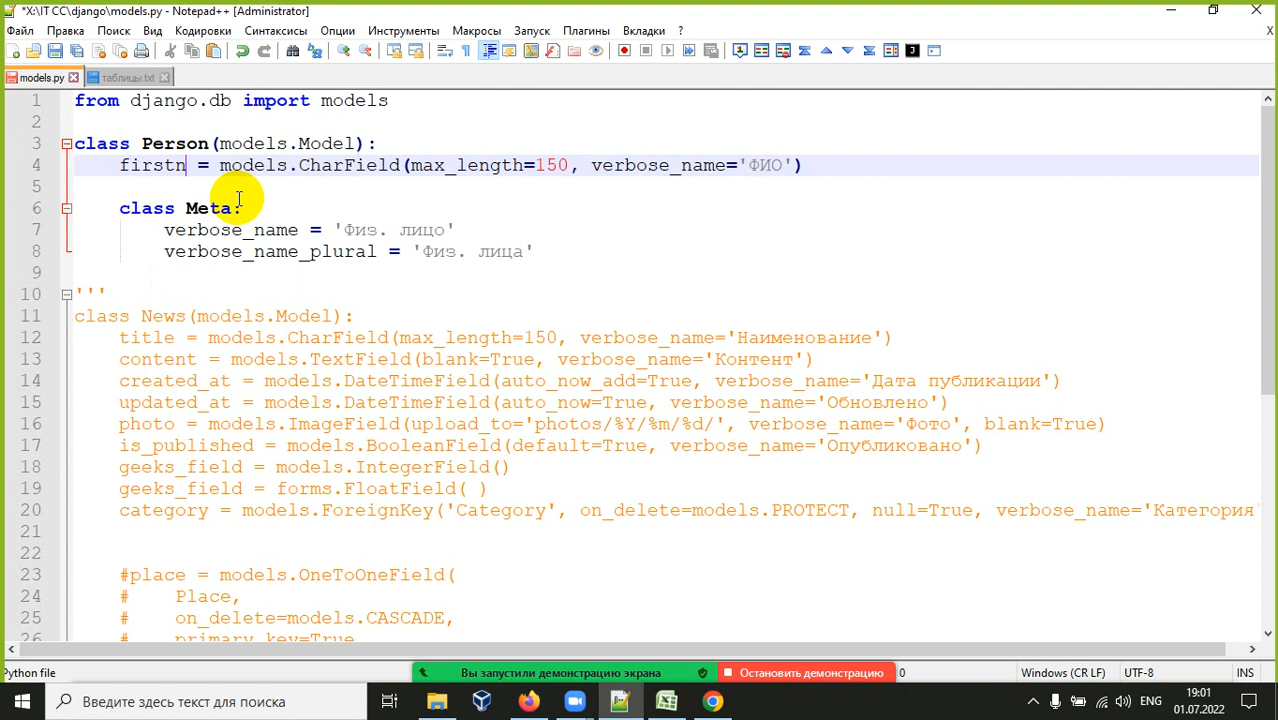 *X:\IT CC\django\models.py - Notepad++ [Administrator]
Файл Правка Поиск Вид Кодировки Синтаксисы Опции Инструменты Макросы Запуск Плагины Вкладки ? X
models.py таблицы.txt
1 from django.db import models
2
3 class Person(models.Model):
4 firstn = models.CharField(max_length=150, verbose_name='ФИО')
5
6 class Meta:
7 verbose_name = 'Физ. лицо'
8 verbose_name_plural = 'Физ. лица'
9
10 '''
11 class News(models.Model):
12 title = models.CharField(max_length=150, verbose_name='Наименование')
13 content = models.TextField(blank=True, verbose_name='Контент')
14 created_at = models.DateTimeField(auto_now_add=True, verbose_name='Дата публикации')
15 updated_at = models.DateTimeField(auto_now=True, verbose_name='Обновлено')
16 photo = models.ImageField(upload_to='photos/%Y/%m/%d/', verbose_name='Фото', blank=True)
17 is_published = models.BooleanField(default=True, verbose_name='Опубликовано')
18 geeks_field = models.IntegerField()
19 geeks_field = forms.FloatField( )
20 category = models.ForeignKey('Category', on_delete=models.PROTECT, null=True, verbose_name='Категория'
21
22
23 #place = models.OneToOneField(
24 # Place,
25 # on_delete=models.CASCADE,
26 # primary_key=True
Python file Вы запустили демонстрацию экрана Остановить демонстрацию 0 Windows (CR LF) UTF-8 INS
Введите здесь текст для поиска ENG 19:01
01.07.2022